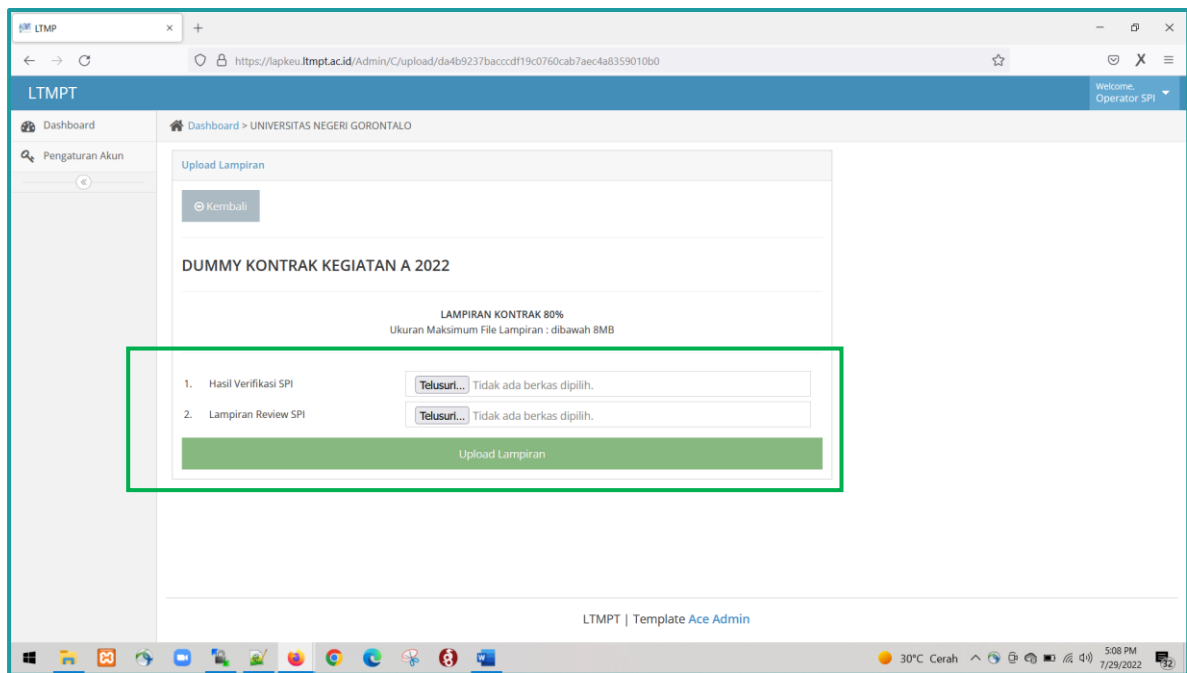 LTMP
https://lapkeu.ltmpt.ac.id/Admin/C/upload/da4b9237bacccdf19c0760cab7aec4a8359010b0
LTMPT
Welcome,
Operator SPI
Dashboard
Dashboard > UNIVERSITAS NEGERI GORONTALO
Pengaturan Akun
Upload Lampiran
Kembali
DUMMY KONTRAK KEGIATAN A 2022
LAMPIRAN KONTRAK 80%
Ukuran Maksimum File Lampiran : dibawah 8MB
1. Hasil Verifikasi SPI Telusuri... Tidak ada berkas dipilih.
2. Lampiran Review SPI Telusuri... Tidak ada berkas dipilih.
Upload Lampiran
LTMPT | Template Ace Admin
30°C Cerah
5:08 PM
7/29/2022
32